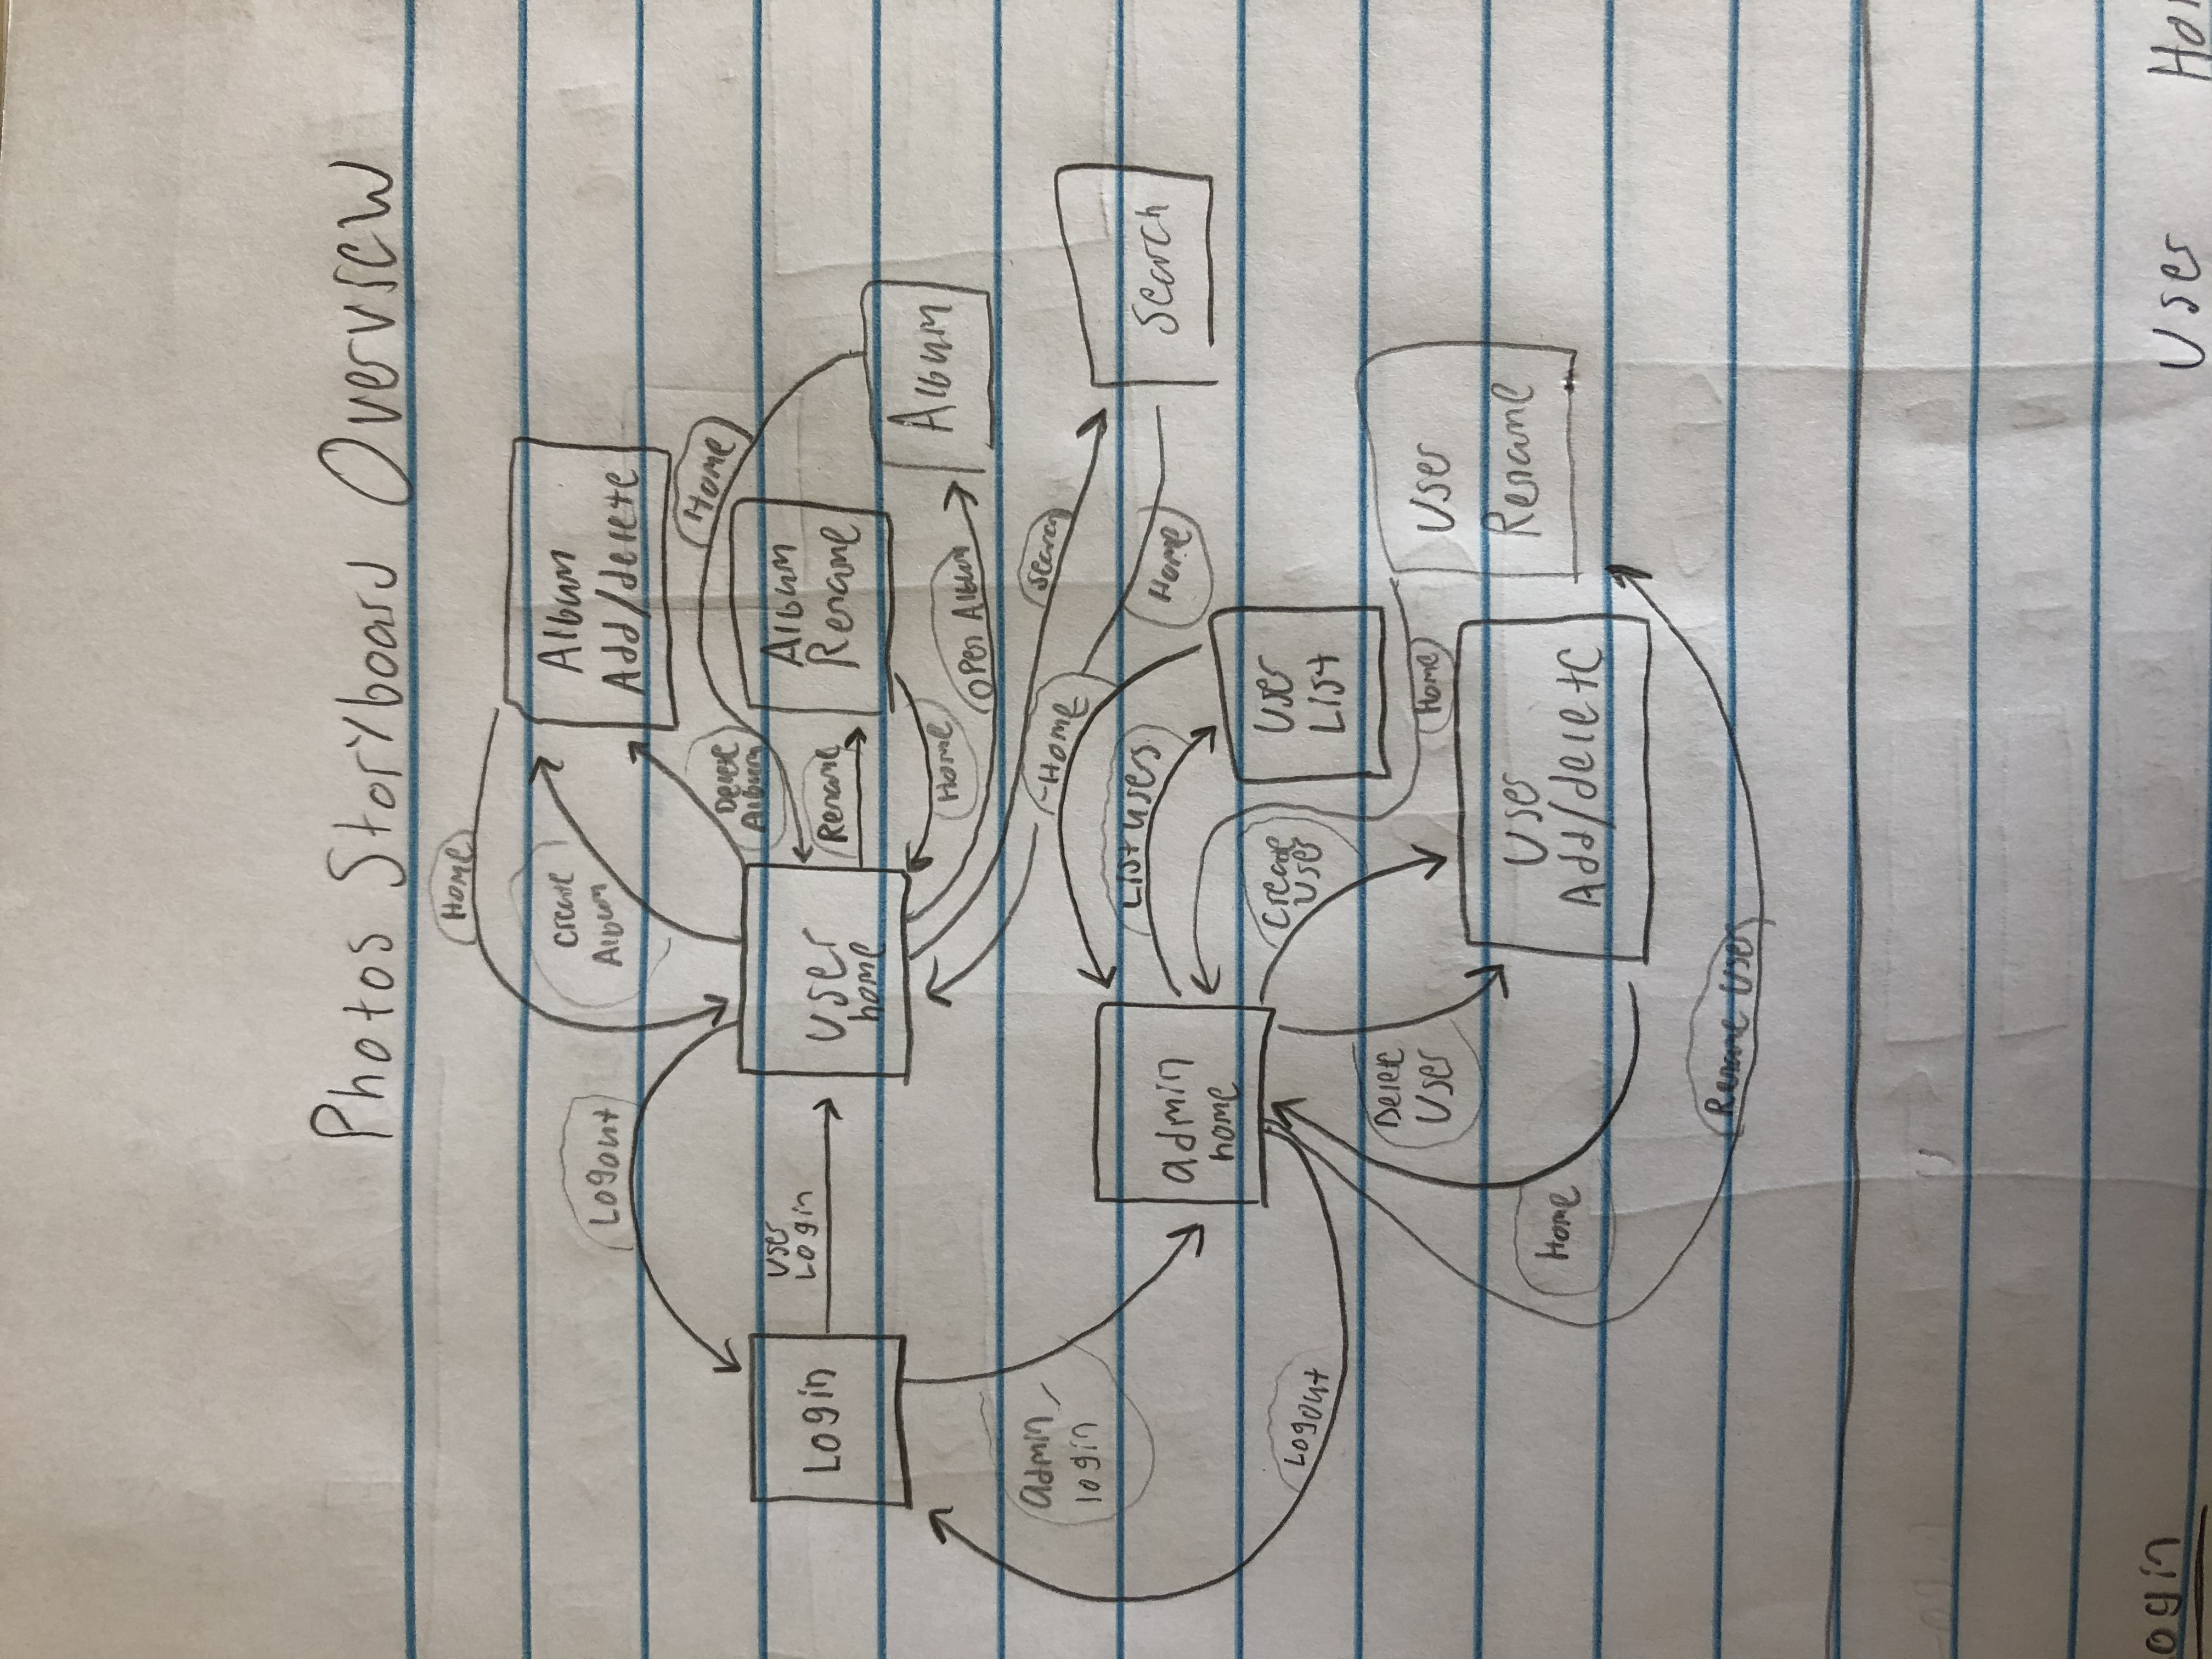 Photos Storyboard Overview
Home
Create
Album
Album
Add/delete
Logout
Home
Delete
Album
User
Login
Login
User
home
Rename
Album
Rename
Album
Home
Open Album
Search
admin
login
Home
List users
Home
Search
admin
home
Create
User
User
List
Logout
Delete
User
Home
User
Rename
Home
User
Add/delete
Rename User
ogin
User Ho